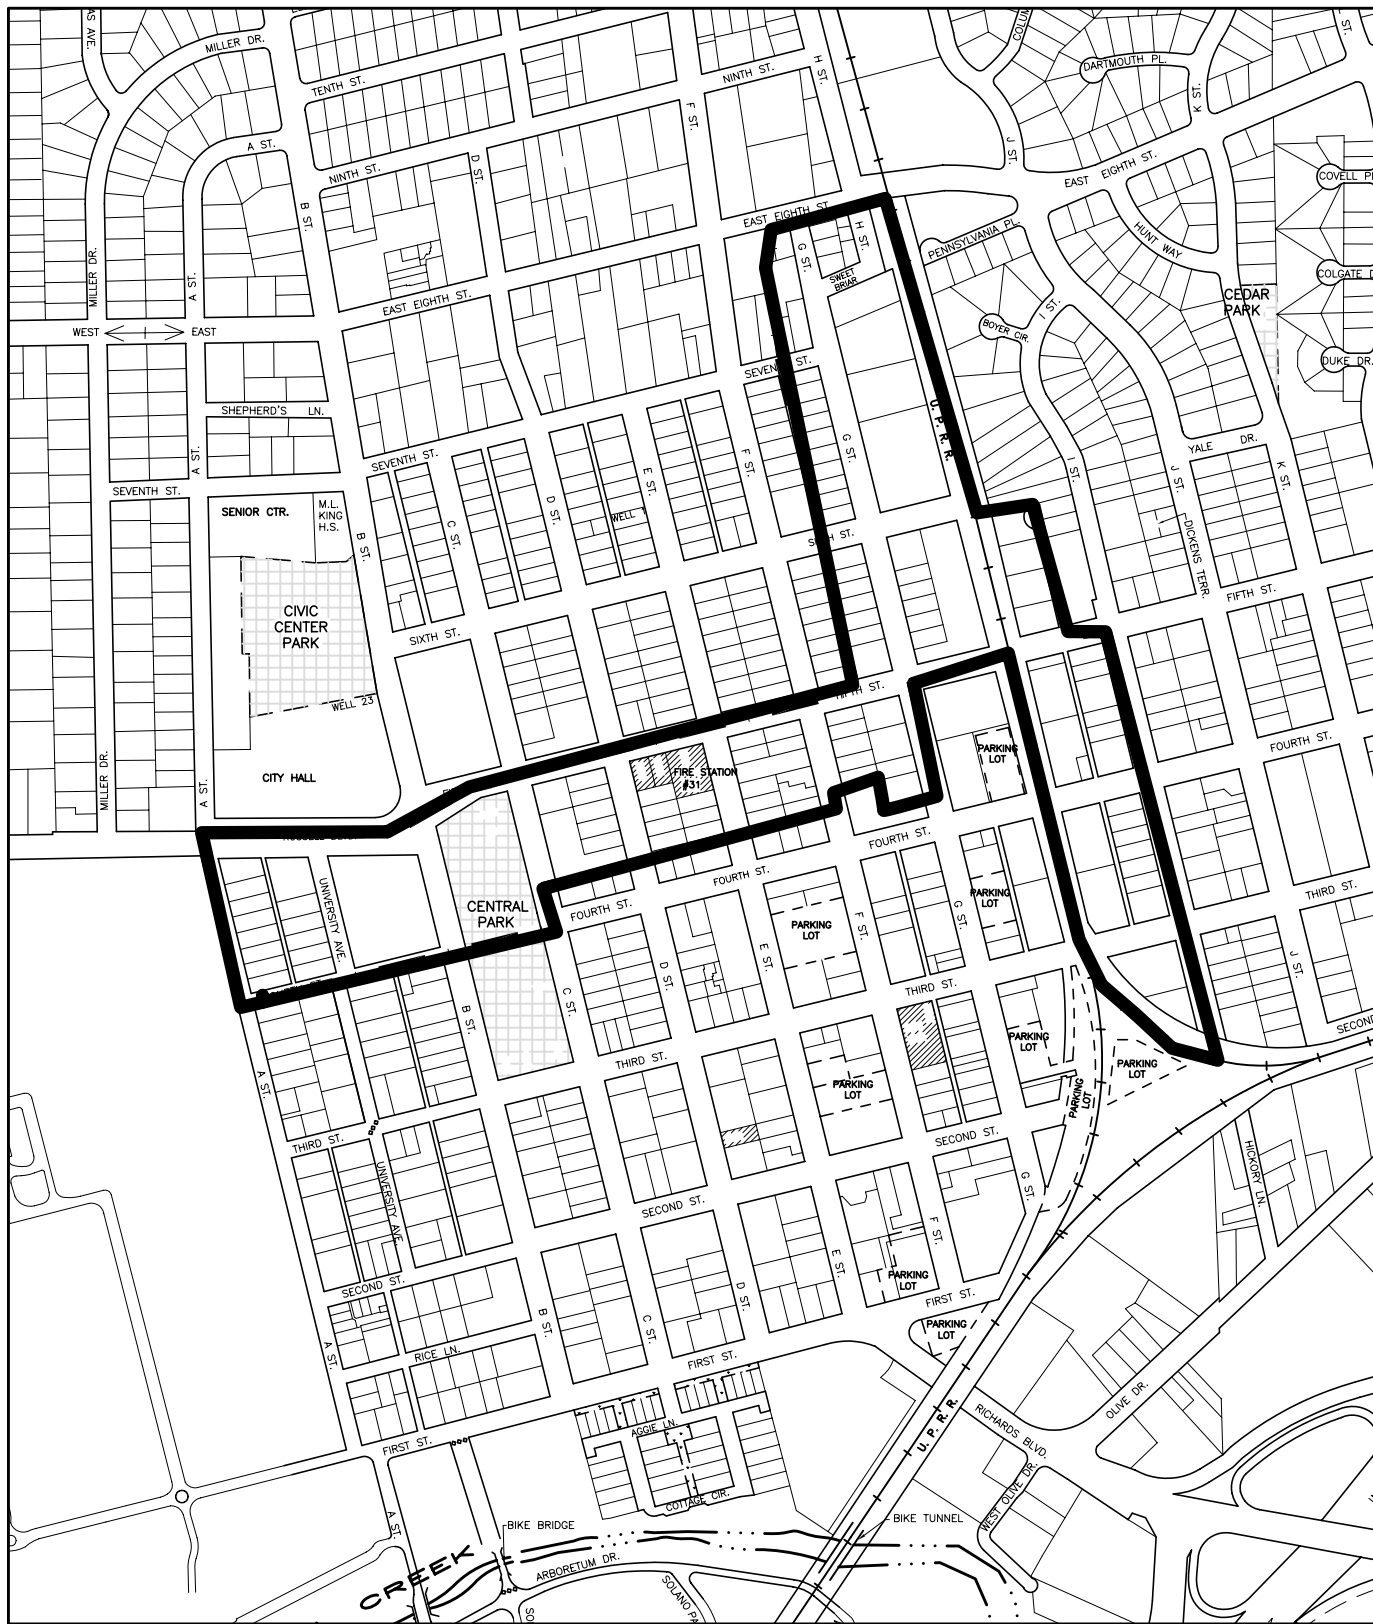 AS AVE.
MILLER DR.
TENTH ST.
NINTH ST.
H ST.
DARTMOUTH PL.
K ST.
F ST.
A ST.
NINTH ST.
D ST.
J ST.
EAST EIGHTH ST.
COVELL PL
B ST.
EAST EIGHTH ST.
H ST.
G ST.
PENNSYLVANIA PL.
HUNT WAY
MILLER DR.
A ST.
SWEET
BRIAR
COLGATE D
EAST EIGHTH ST.
I ST.
CEDAR
PARK
BOYER CIR.
WEST
EAST
DUKE DR.
SEVEN
ST.
SHEPHERD'S LN.
U. P. R. R.
SEVENTH ST.
A ST.
E ST.
F ST.
G ST.
I ST.
J ST.
YALE DR.
K ST.
SEVENTH ST.
SENIOR CTR.
M.L.
KING
H.S.
D ST.
WELL
C ST.
B ST.
DICKENS TERR.
FIFTH ST.
CIVIC
CENTER
PARK
SIXTH ST.
WELL 23
FOURTH ST.
MILLER DR.
A ST.
CITY HALL
FIRE STATION
#31
PARKING
LOT
FOURTH ST.
FOURTH ST.
UNIVERSITY AVE.
CENTRAL
PARK
FOURTH ST.
PARKING
LOT
F ST.
G ST.
PARKING
LOT
THIRD ST.
D ST.
E ST.
J ST.
B ST.
C ST.
THIRD ST.
SECOND
A ST.
THIRD ST.
PARKING
LOT
PARKING
LOT
PARKING
LOT
PARKING
LOT
THIRD ST.
SECOND ST.
HICKORY LN.
UNIVERSITY AVE.
G ST.
SECOND ST.
E ST.
F ST.
SECOND ST.
PARKING
LOT
FIRST ST.
B ST.
C ST.
D ST.
PARKING
LOT
A ST.
RICE LN.
FIRST ST.
OLIVE DR.
U. P. R. R.
RICHARDS BLVD.
AGGIE LN.
FIRST ST.
WEST OLIVE DR.
COTTAGE CIR.
A ST.
BIKE BRIDGE
BIKE TUNNEL
CREEK
ARBORETUM DR.
SOLANO PA
SO